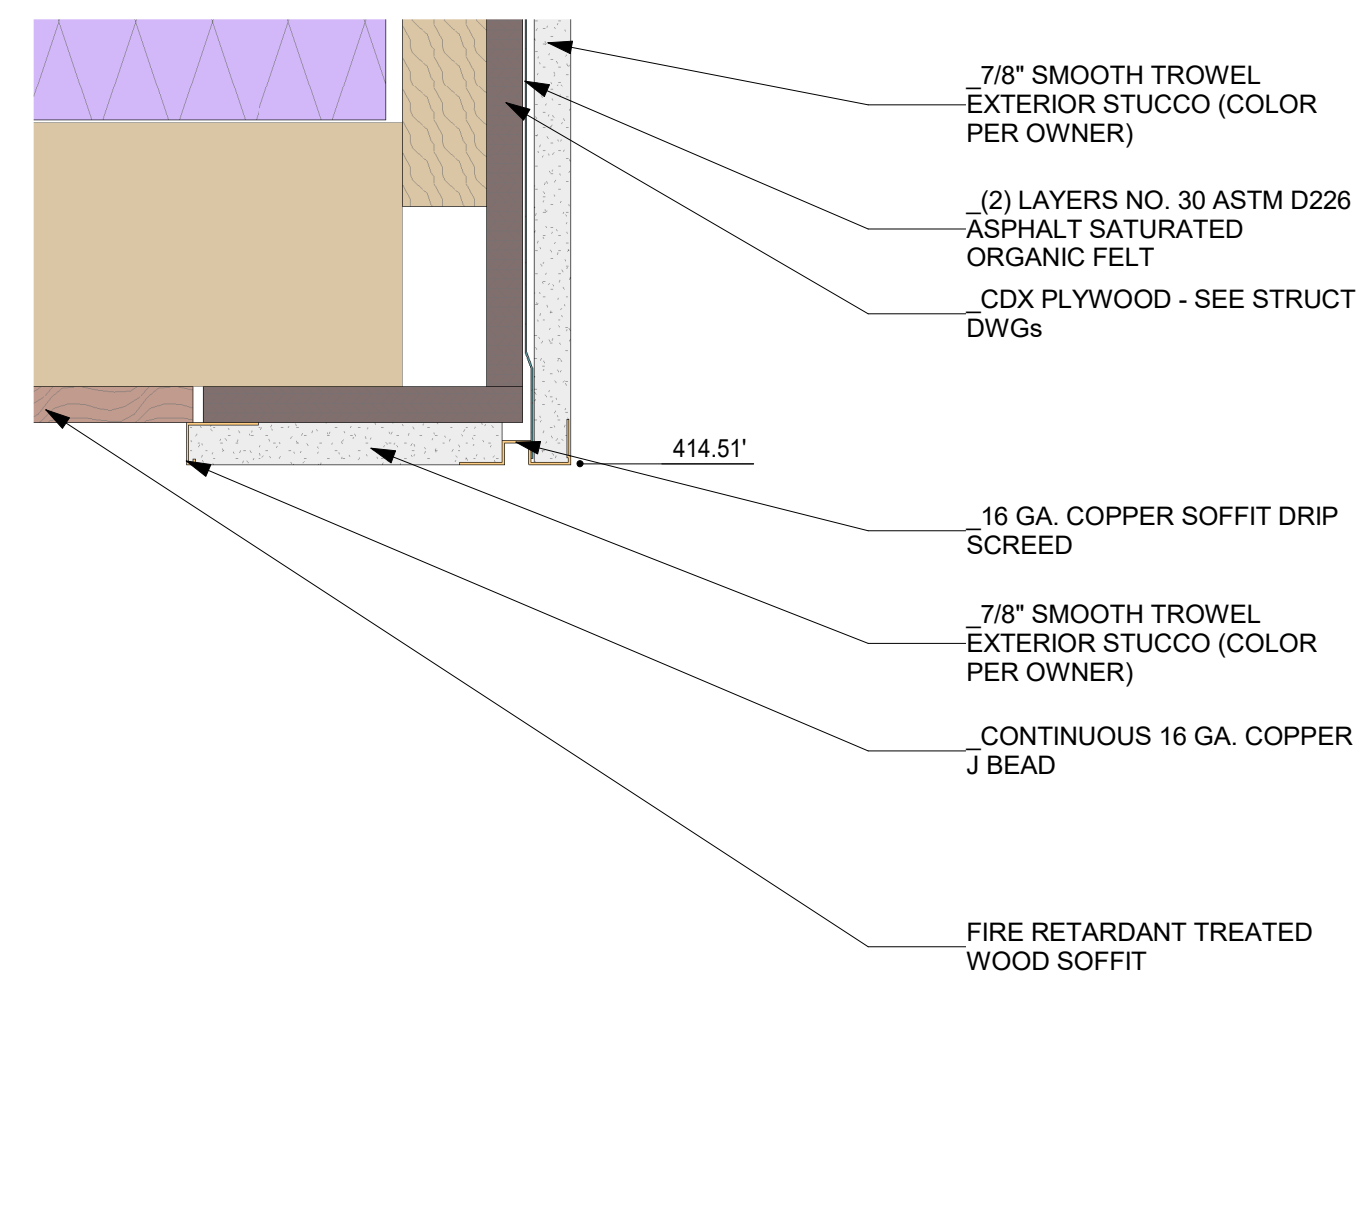 _7/8" SMOOTH TROWEL
EXTERIOR STUCCO (COLOR
PER OWNER)
_(2) LAYERS NO. 30 ASTM D226
ASPHALT SATURATED
ORGANIC FELT
_CDX PLYWOOD - SEE STRUCT
DWGs
414.51'
_16 GA. COPPER SOFFIT DRIP
SCREED
_7/8" SMOOTH TROWEL
EXTERIOR STUCCO (COLOR
PER OWNER)
_CONTINUOUS 16 GA. COPPER
J BEAD
FIRE RETARDANT TREATED
WOOD SOFFIT